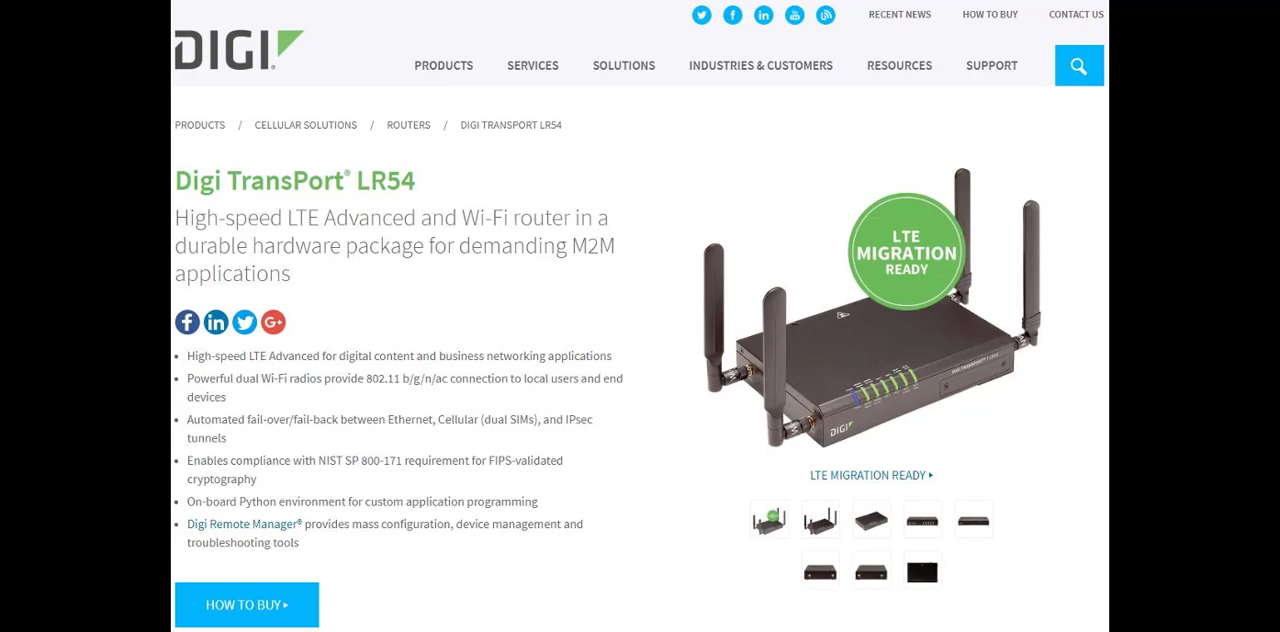 RECENT NEWS HOW TO BUY CONTACT US
DIGI
PRODUCTS SERVICES SOLUTIONS INDUSTRIES & CUSTOMERS RESOURCES SUPPORT
PRODUCTS / CELLULAR SOLUTIONS / ROUTERS / DIGI TRANSPORT LR54
Digi TransPort® LR54
High-speed LTE Advanced and Wi-Fi router in a
durable hardware package for demanding M2M
applications
High-speed LTE Advanced for digital content and business networking applications
Powerful dual Wi-Fi radios provide 802.11 b/g/n/ac connection to local users and end
devices
Automated fail-over/fail-back between Ethernet, Cellular (dual SIMs), and IPsec
tunnels
Enables compliance with NIST SP 800-171 requirement for FIPS-validated
cryptography
On-board Python environment for custom application programming
Digi Remote Manager® provides mass configuration, device management and
troubleshooting tools
HOW TO BUY
LTE
MIGRATION
READY
DIGI
LTE MIGRATION READY